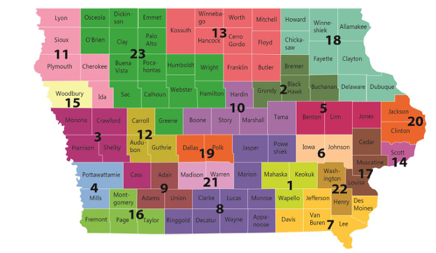 Lyon Osceola Dickin-
son Emmet Winneba-
go Worth Mitchell Howard Winne-
shiek Allamakee
Kossuth 13 18
Sioux O'Brien Clay Palo
Alto Hancock Cerro
Gordo Floyd Chicka-
saw
11 23
Plymouth Cherokee Buena
Vista Poca-
hontas Humboldt Wright Franklin Butler Bremer Fayette Clayton
Woodbury
15 Ida Sac Calhoun Webster Hamilton Hardin
10 Grundy 2 Black
Hawk Buchanan Delaware Dubuque
Monona Crawford Carroll Greene Boone Story Marshall Tama Benton Linn Jones Jackson
3 12 5 20
Harrison Shelby Audu-
bon Guthrie Dallas Polk Jasper Powe
shiek Iowa Johnson Cedar Clinton
19 6 Scott
14
Muscatine
17
Pottawattamie Cass Adair Madison Warren Marion Mahaska Keokuk Wash-
ington Louisa
4 9 21 1 22
Mills Mont-
gomery Adams Union Clarke Lucas Monroe Wapello Jefferson Henry Des
Moines
16 8 7
Fremont Page Taylor Ringgold Decatur Wayne Appa-
noose Davis Van
Buren Lee